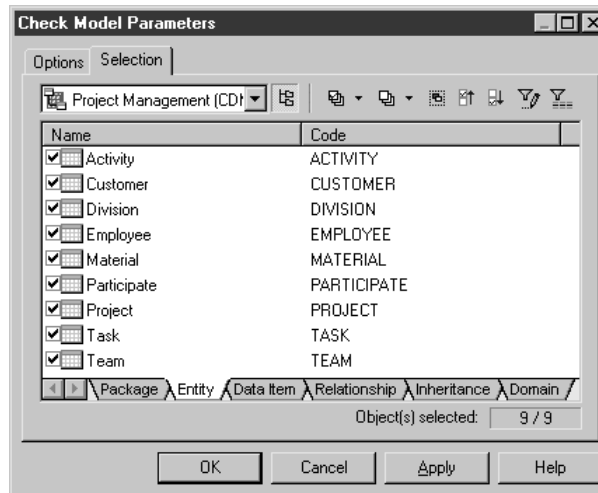 Check Model Parameters
Options Selection
Project Management (CDM
Name Code
Activity ACTIVITY
Customer CUSTOMER
Division DIVISION
Employee EMPLOYEE
Material MATERIAL
Participate PARTICIPATE
Project PROJECT
Task TASK
Team TEAM
Package Entity Data Item Relationship Inheritance Domain
Object(s) selected: 9 / 9
OK Cancel Apply Help